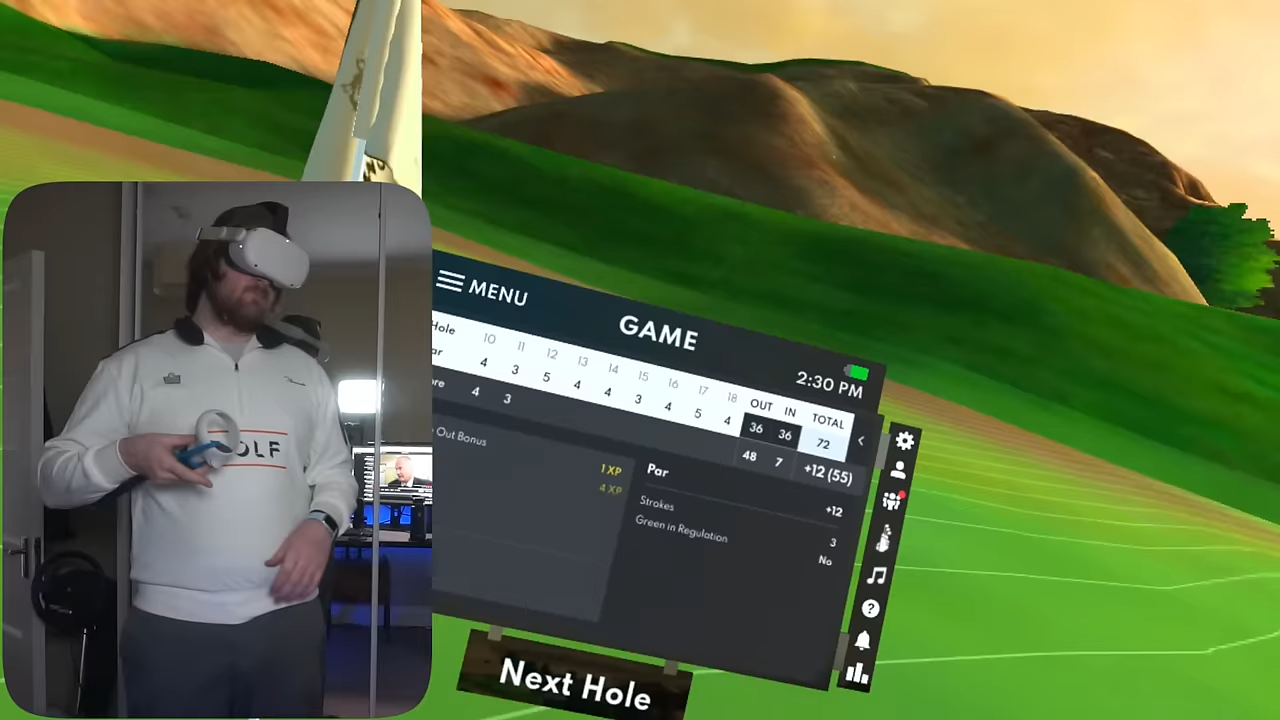 MENU
GAME
2:30 PM
Hole 10 11 12 13 14 15 16 17 18 OUT IN TOTAL
ar 4 3 5 4 4 3 4 5 4 36 36 72
re 4 3 48 7 +12 (55)
Out Bonus
1 XP
4 XP
Par +12
Strokes 3
Green in Regulation No
?
Next Hole
OLF